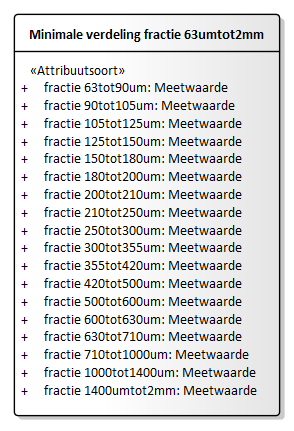 Minimale verdeling fractie 63umtot2mm
«Attribuutsoort»
+ fractie 63tot90um: Meetwaarde
+ fractie 90tot105um: Meetwaarde
+ fractie 105tot125um: Meetwaarde
+ fractie 125tot150um: Meetwaarde
+ fractie 150tot180um: Meetwaarde
+ fractie 180tot200um: Meetwaarde
+ fractie 200tot210um: Meetwaarde
+ fractie 210tot250um: Meetwaarde
+ fractie 250tot300um: Meetwaarde
+ fractie 300tot355um: Meetwaarde
+ fractie 355tot420um: Meetwaarde
+ fractie 420tot500um: Meetwaarde
+ fractie 500tot600um: Meetwaarde
+ fractie 600tot630um: Meetwaarde
+ fractie 630tot710um: Meetwaarde
+ fractie 710tot1000um: Meetwaarde
+ fractie 1000tot1400um: Meetwaarde
+ fractie 1400umtot2mm: Meetwaarde